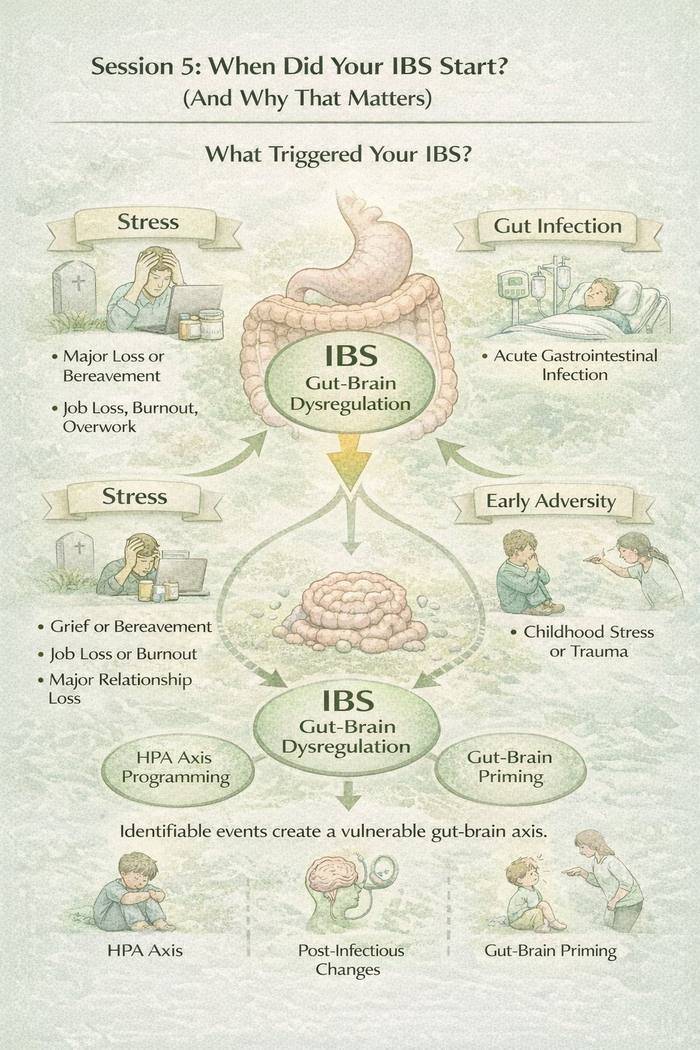 Session 5: When Did Your IBS Start?
(And Why That Matters)
What Triggered Your IBS?
Stress
Gut Infection
• Major Loss or
Bereavement
• Job Loss, Burnout,
Overwork
IBS
Gut-Brain
Dysregulation
• Acute Gastrointestinal
Infection
Stress
Early Adversity
• Grief or Bereavement
• Job Loss or Burnout
• Major Relationship
Loss
• Childhood Stress
or Trauma
IBS
Gut-Brain
Dysregulation
HPA Axis
Programming
Gut-Brain
Priming
Identifiable events create a vulnerable gut-brain axis.
HPA Axis
Post-Infectious
Changes
Gut-Brain Priming